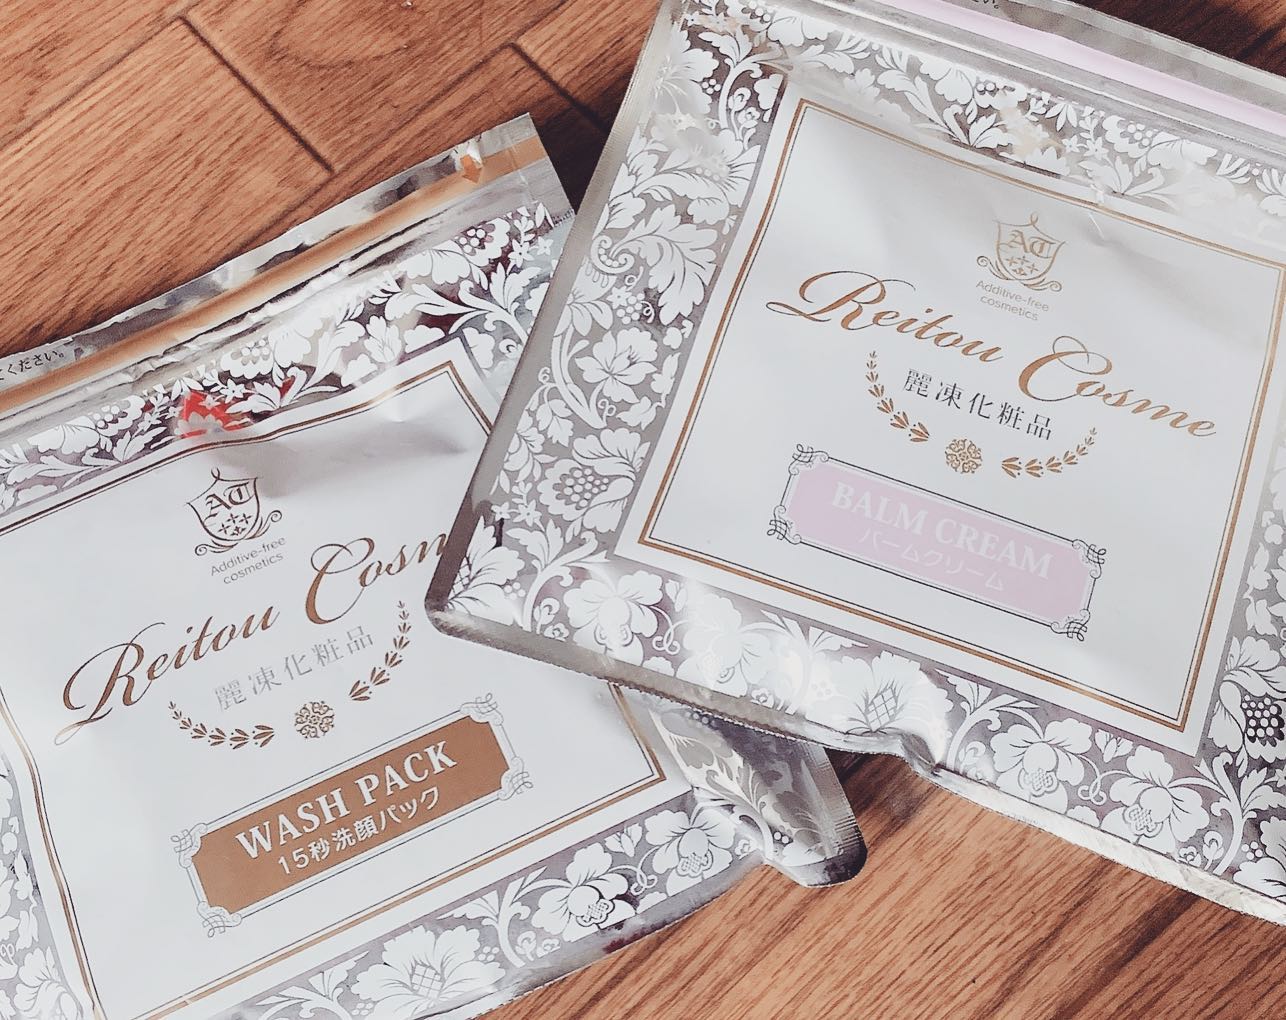 ください。
AT
Additive-free
cosmetics
Reitou Cosm
麗凍化粧品
WASH PACK
15秒洗顔パック
AT
Additive-free
cosmetics
Reitou Cosme
麗凍化粧品
BALM CREAM
バームクリーム